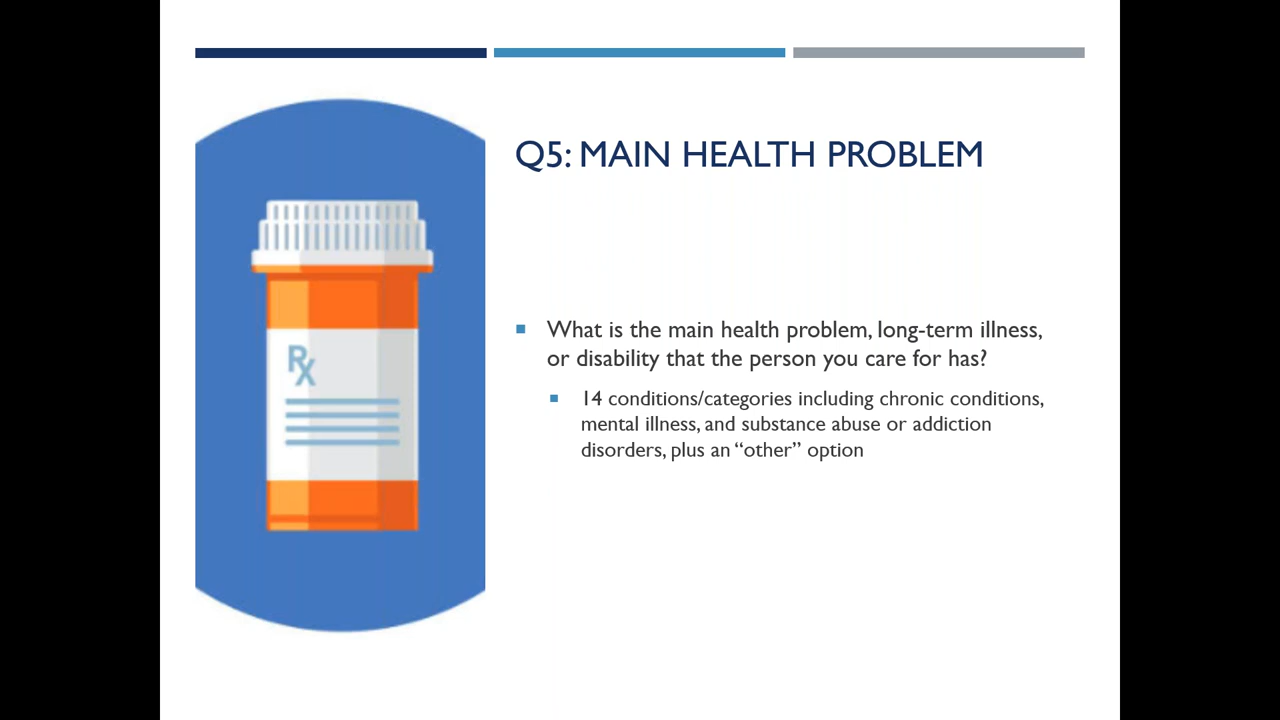 Q5: MAIN HEALTH PROBLEM
What is the main health problem, long-term illness,
or disability that the person you care for has?
14 conditions/categories including chronic conditions,
mental illness, and substance abuse or addiction
disorders, plus an “other” option
Rx